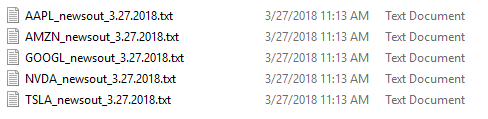 AAPL_newsout_3.27.2018.txt 3/27/2018 11:13 AM Text Document
AMZN_newsout_3.27.2018.txt 3/27/2018 11:13 AM Text Document
GOOGL_newsout_3.27.2018.txt 3/27/2018 11:13 AM Text Document
NVDA_newsout_3.27.2018.txt 3/27/2018 11:13 AM Text Document
TSLA_newsout_3.27.2018.txt 3/27/2018 11:13 AM Text Document